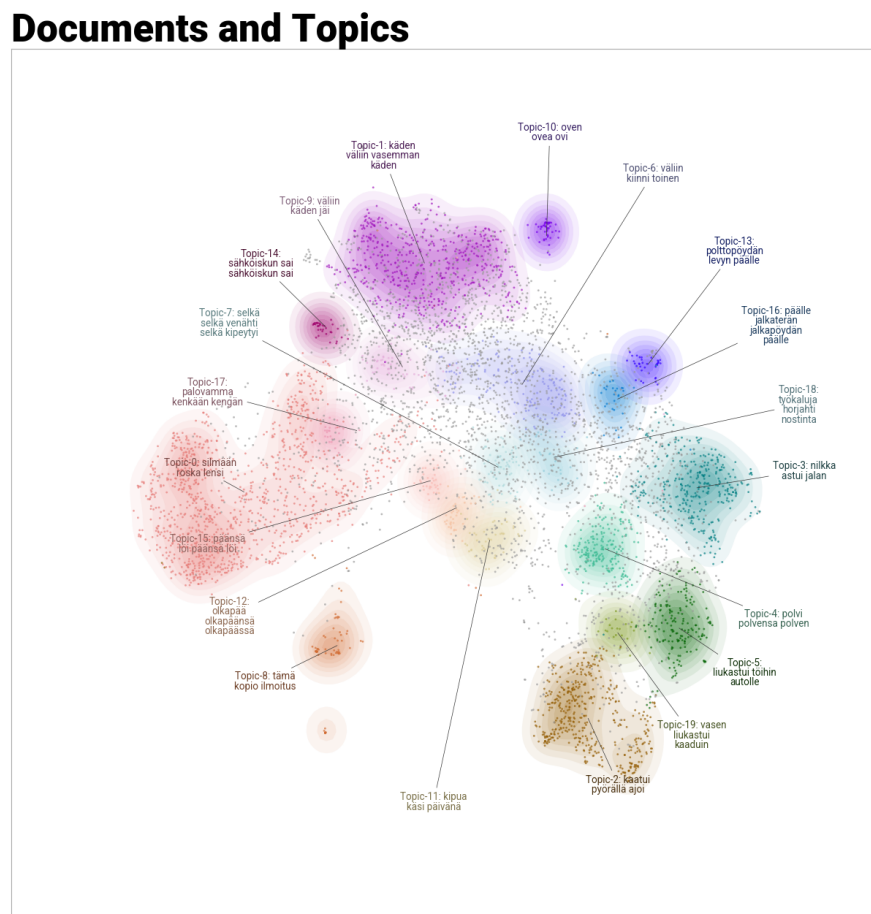 Documents and Topics
Topic-10: oven
ovea ovi
Topic-1: käden
väliin vasemman
käden
Topic-6: väliin
kiinni toinen
Topic-9: väliin
käden jäi
Topic-13:
polttopöydän
levyn päälle
Topic-14:
sähköiskun sai
sähköiskun sai
Topic-16: päälle
jalkaterän
jalkapöydän
päälle
Topic-7: selkä
selkä venähti
selkä kipeytyi
Topic-17:
palovamma
kenkään kengän
Topic-18:
työkaluja
horjahti
nostinta
Topic-0: silmään
roska lensi
Topic-3: nilkka
astui jalan
Topic-15: päänsä
löi päänsä löi
Topic-12:
olkapää
olkapäänsä
olkapäässä
Topic-4: polvi
polvensa polven
Topic-8: tämä
kopio ilmoitus
Topic-5:
liukastui töihin
autolle
Topic-19: vasen
liukastui
kaaduin
Topic-2: kaatui
pyörällä ajoi
Topic-11: kipua
käsi päivänä